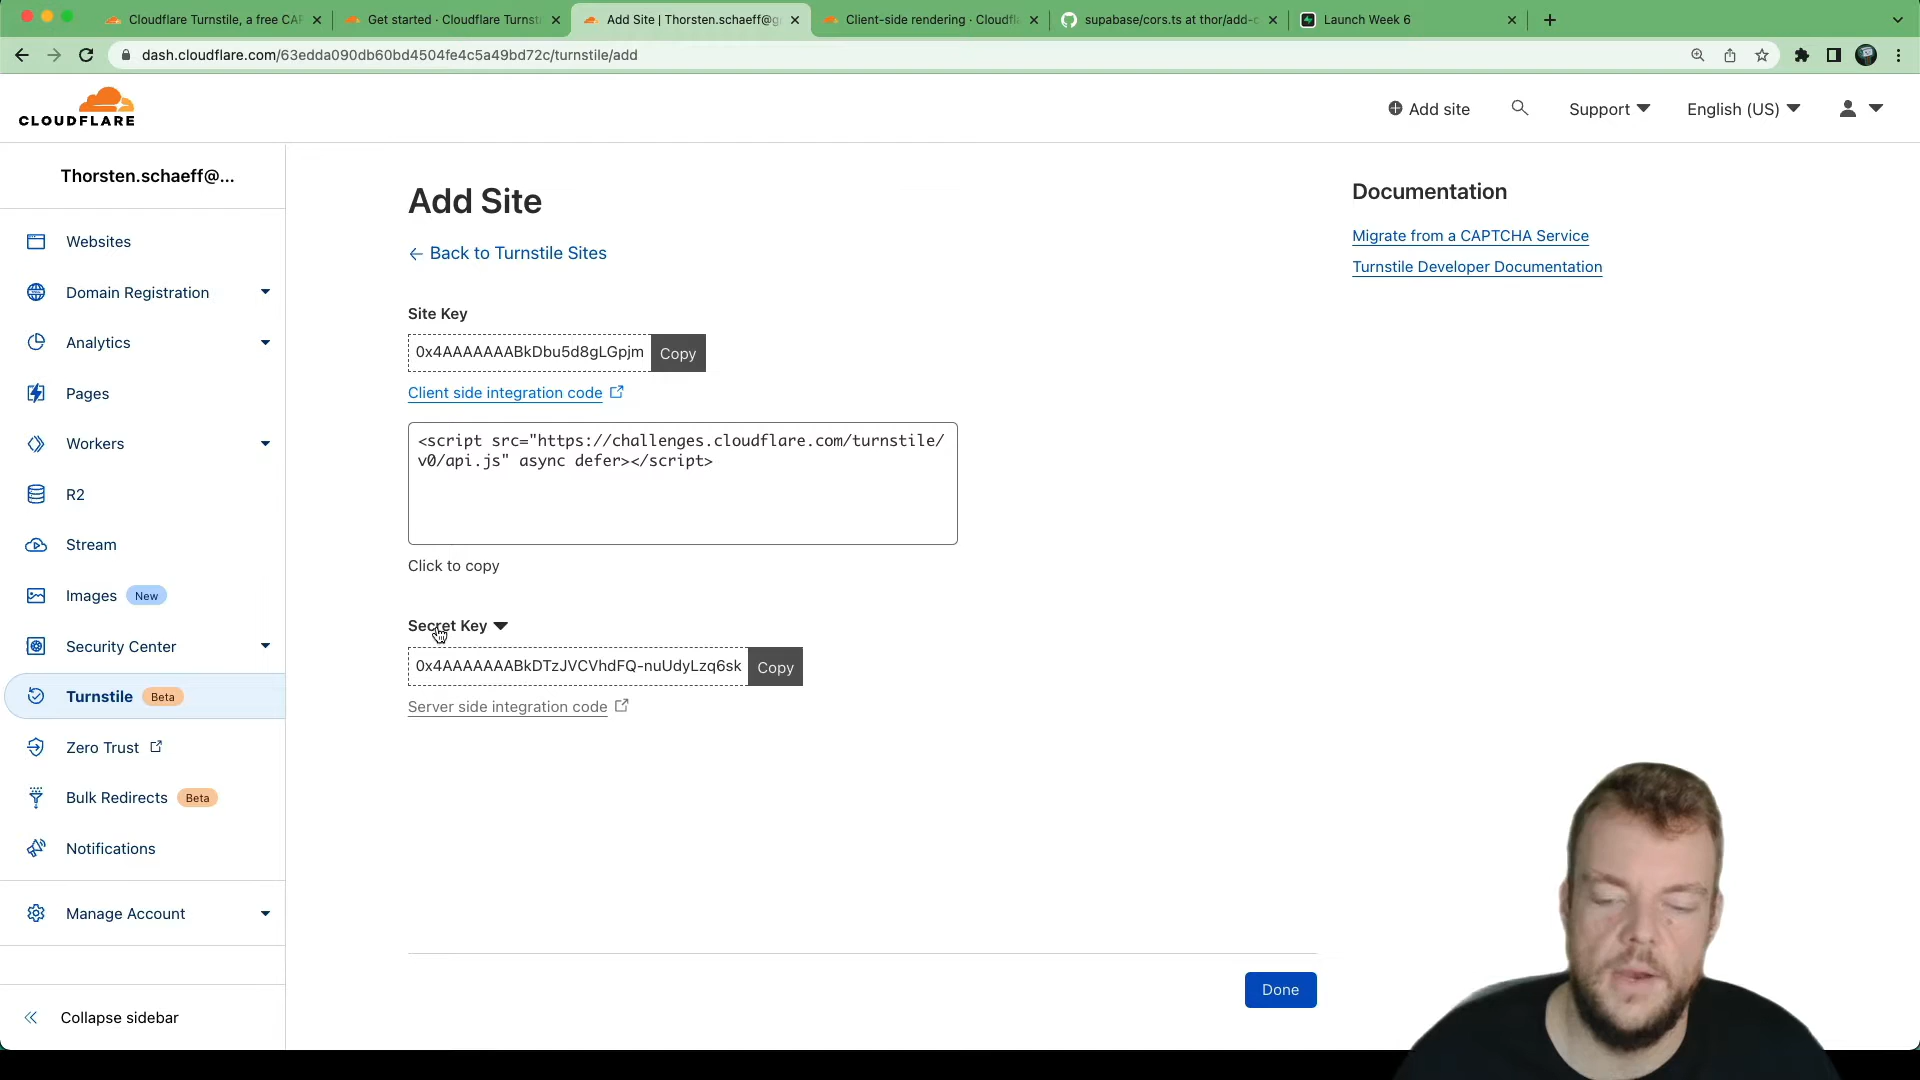 Cloudflare Turnstile, a free CAP
Get started · Cloudflare Turnsti
Add Site | Thorsten.schaeff@g
Client-side rendering · Cloudfl
supabase/cors.ts at thor/add-c
Launch Week 6
dash.cloudflare.com/63edda090db60bd4504fe4c5a49bd72c/turnstile/add
CLOUDFLARE
Add site
Support
English (US)
Thorsten.schaeff@...
Websites
Domain Registration
Analytics
Pages
Workers
R2
Stream
Images New
Security Center
Turnstile Beta
Zero Trust
Bulk Redirects Beta
Notifications
Manage Account
Collapse sidebar
Add Site
← Back to Turnstile Sites
Site Key
0x4AAAAAAABkDbu5d8gLGpjm Copy
Client side integration code
<script src="https://challenges.cloudflare.com/turnstile/
v0/api.js" async defer></script>
Click to copy
Secret Key
0x4AAAAAAABkDTzJVCVhdFQ-nuUdyLzq6sk Copy
Server side integration code
Done
Documentation
Migrate from a CAPTCHA Service
Turnstile Developer Documentation